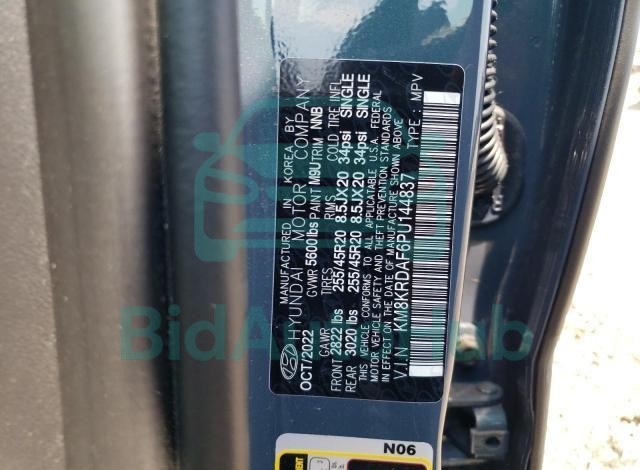 MANUFACTURED IN KOREA BY
HYUNDAI MOTOR COMPANY
OCT/2022 GVWR 5600lbs PAINT M9U TRIM NNB
GAWR TIRES RIMS COLD TIRE INFL
FRONT 2822 lbs 255/45R20 8.5JX20 34psi SINGLE
REAR 3020 lbs 255/45R20 8.5JX20 34psi SINGLE
THIS VEHICLE CONFORMS TO ALL APPLICABLE U.S.A. FEDERAL
MOTOR VEHICLE SAFETY AND THEFT PREVENTION STANDARDS
IN EFFECT ON THE DATE OF MANUFACTURE SHOWN ABOVE
V.I.N.: KM8KRDAF6PU144837 TYPE: MPV
N06